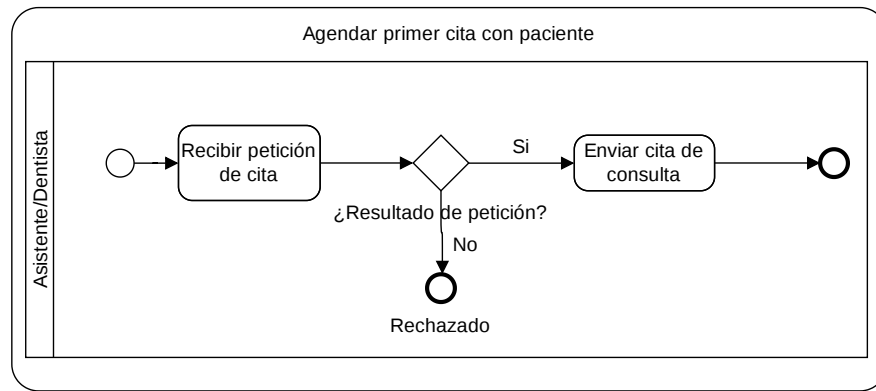 Agendar primer cita con paciente
Asistente/Dentista
Recibir petición
de cita
Si
Enviar cita de
consulta
¿Resultado de petición?
No
Rechazado